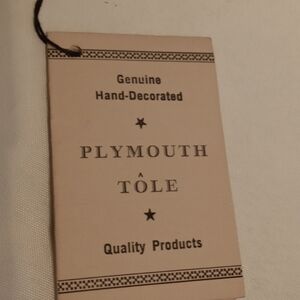 Genuine
Hand-Decorated
PLYMOUTH
TÔLE
Quality Products